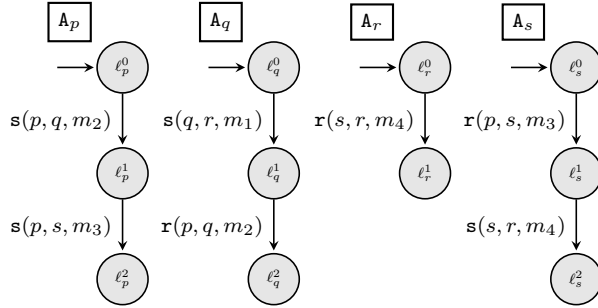 A_p A_q A_r A_s
ℓ_p^0 ℓ_q^0 ℓ_r^0 ℓ_s^0
s(p, q, m_2) s(q, r, m_1) r(s, r, m_4) r(p, s, m_3)
ℓ_p^1 ℓ_q^1 ℓ_r^1 ℓ_s^1
s(p, s, m_3) r(p, q, m_2) s(s, r, m_4)
ℓ_p^2 ℓ_q^2 ℓ_s^2